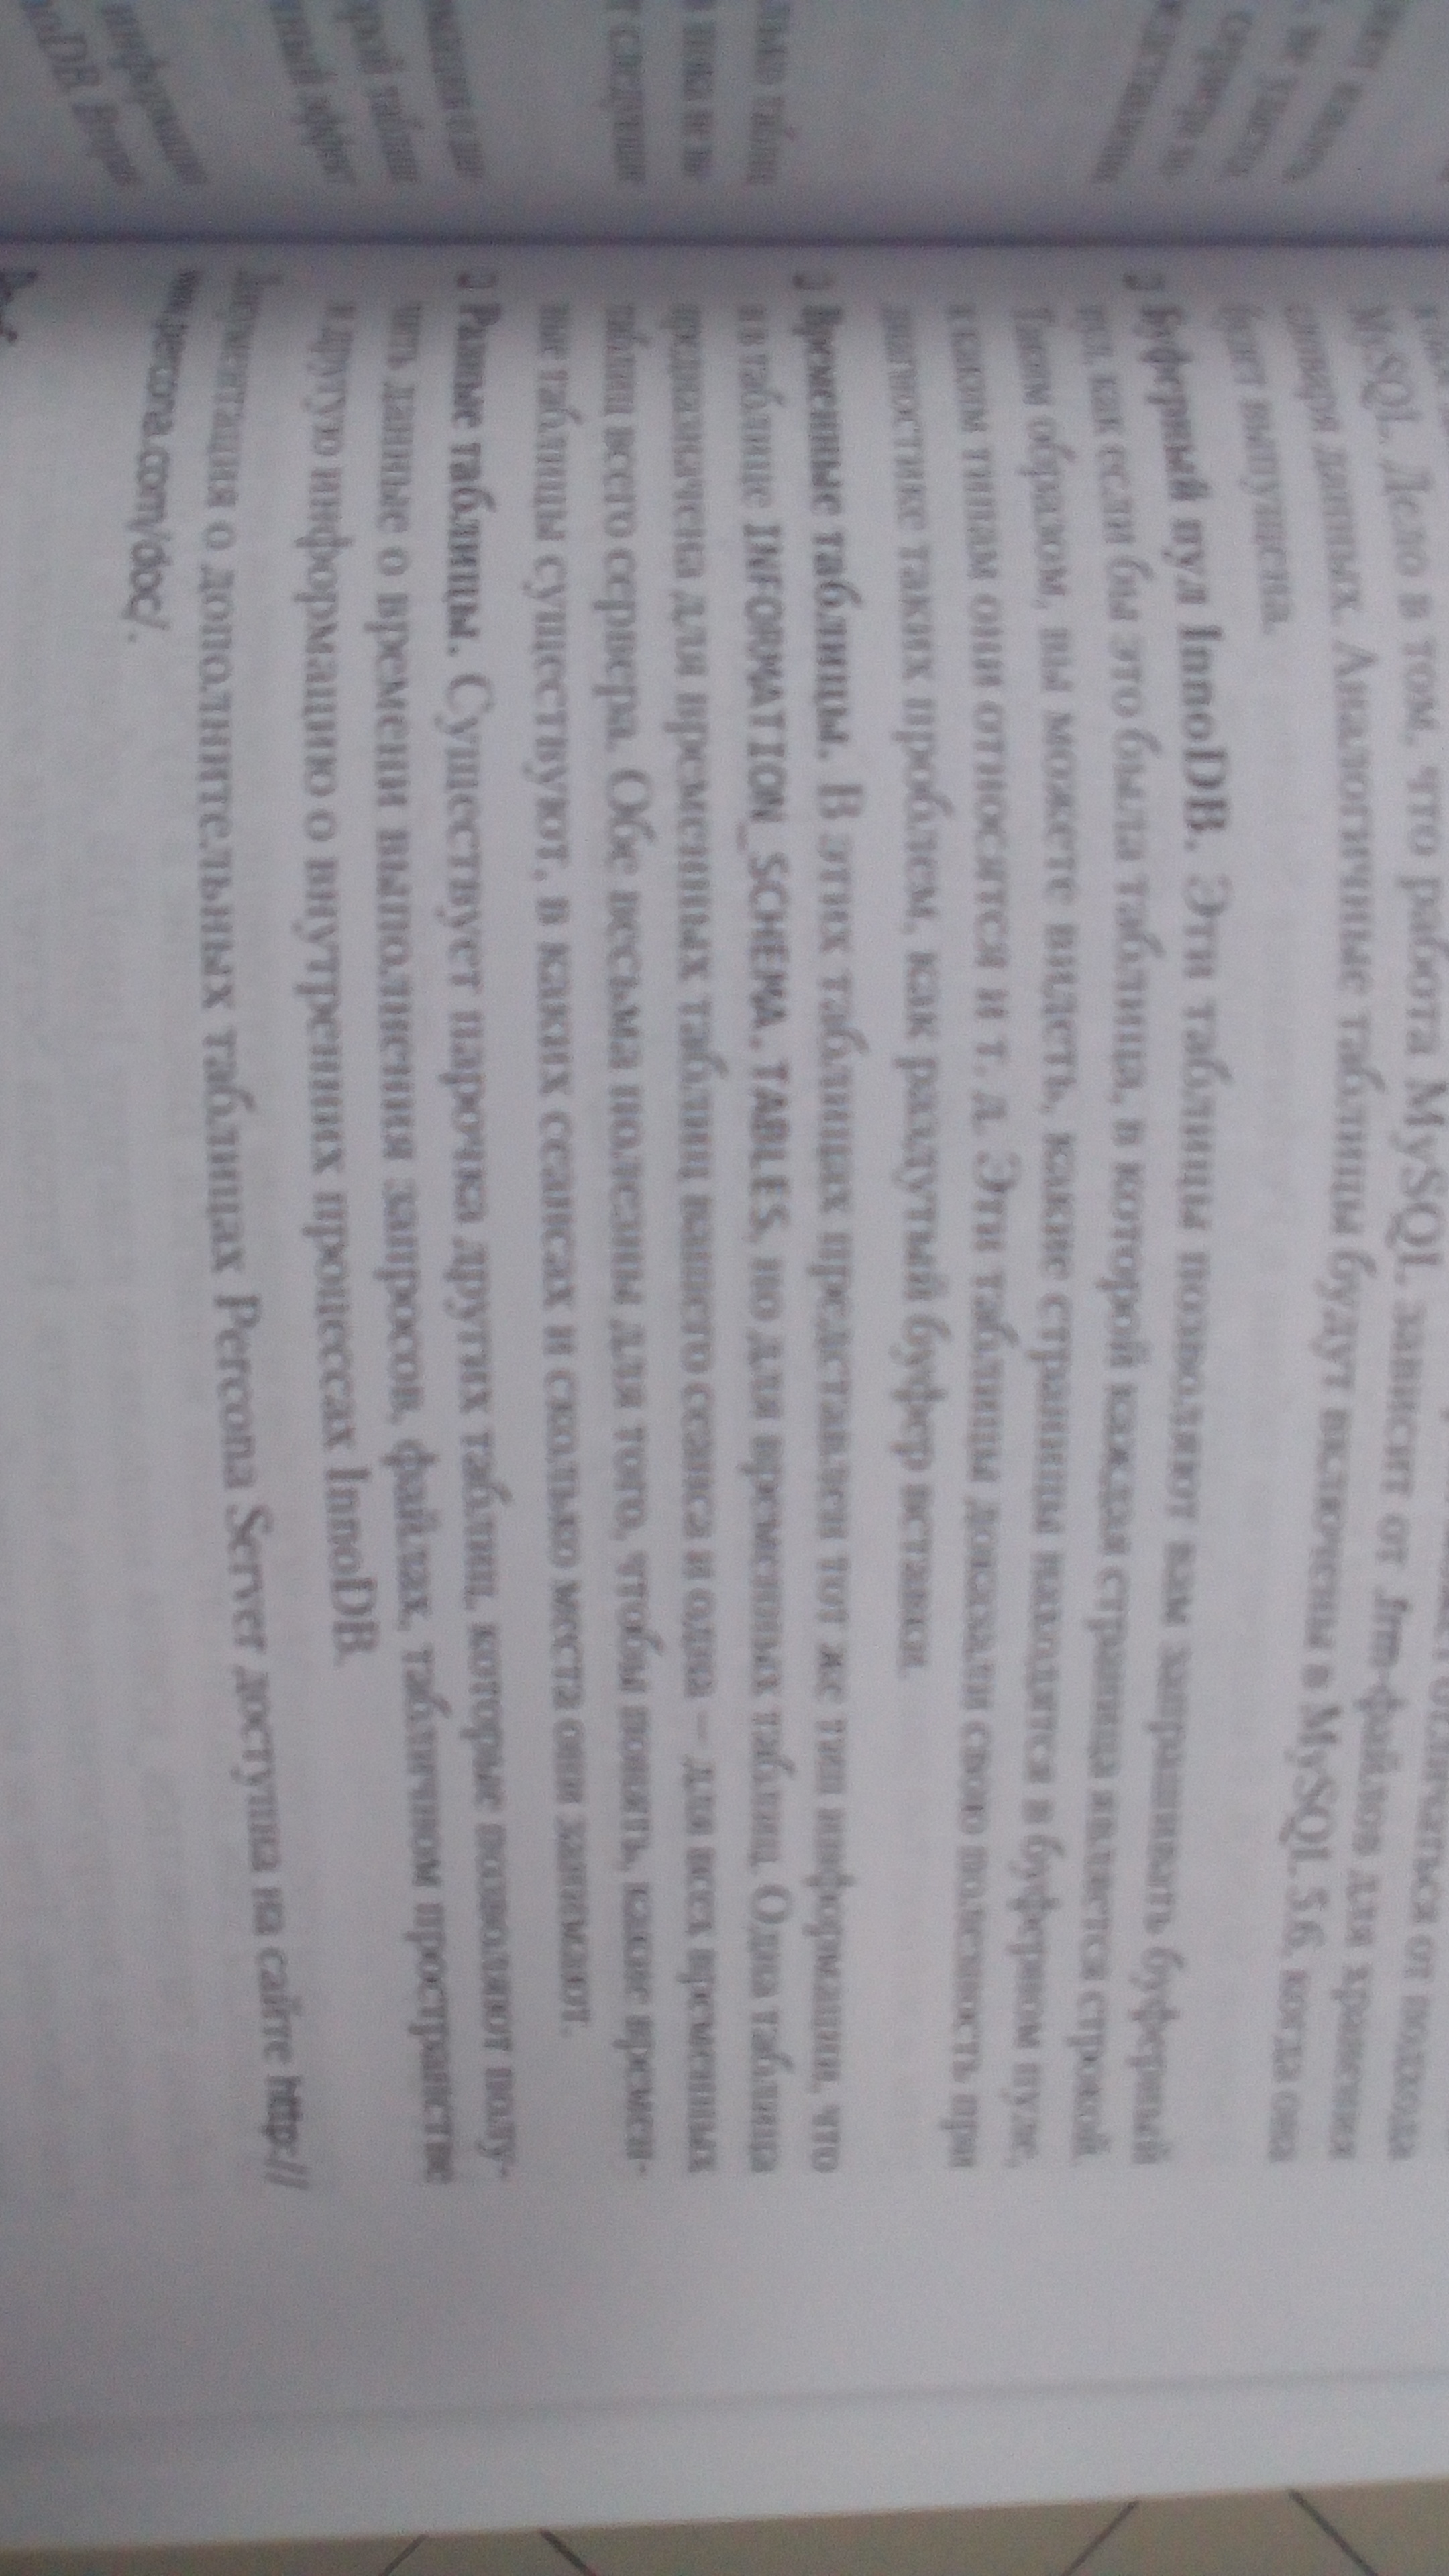 может отличаться от подхода
MySQL. Дело в том, что работа MySQL зависит от .frm-файлов для хранения
словаря данных. Аналогичные таблицы будут включены в MySQL 5.6, когда она
будет выпущена.
❑ Буферный пул InnoDB. Эти таблицы позволяют вам запрашивать буферный
пул, как если бы это была таблица, в которой каждая страница является строкой.
Таким образом, вы можете видеть, какие страницы находятся в буферном пуле,
к каким типам они относятся и т. д. Эти таблицы доказали свою полезность при
диагностике таких проблем, как раздутый буфер вставки.
❑ Временные таблицы. В этих таблицах представлен тот же тип информации, что
и в таблице INFORMATION_SCHEMA.TABLES, но для временных таблиц. Одна таблица
предназначена для временных таблиц вашего сеанса и одна — для всех временных
таблиц всего сервера. Обе весьма полезны для того, чтобы понять, какие времен-
ные таблицы существуют, в каких сеансах и сколько места они занимают.
❑ Разные таблицы. Существует парочка других таблиц, которые позволяют полу-
чить данные о времени выполнения запросов, файлах, табличном пространстве
и другую информацию о внутренних процессах InnoDB.
Документация о дополнительных таблицах Percona Server доступна на сайте http://
www.percona.com/doc/.